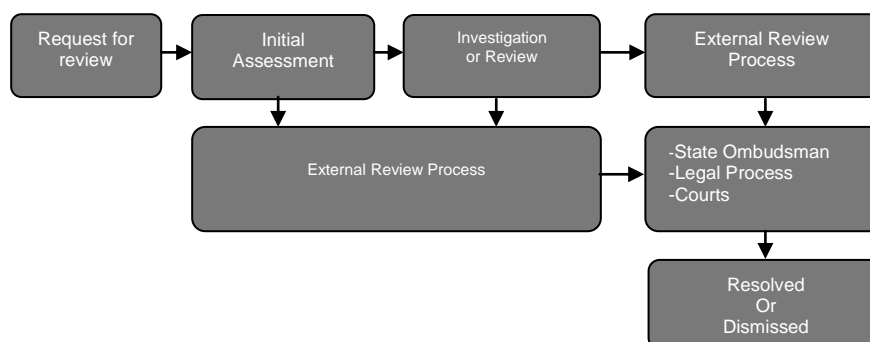 Request for
review
Initial
Assessment
Investigation
or Review
External Review
Process
External Review Process
-State Ombudsman
-Legal Process
-Courts
Resolved
Or
Dismissed